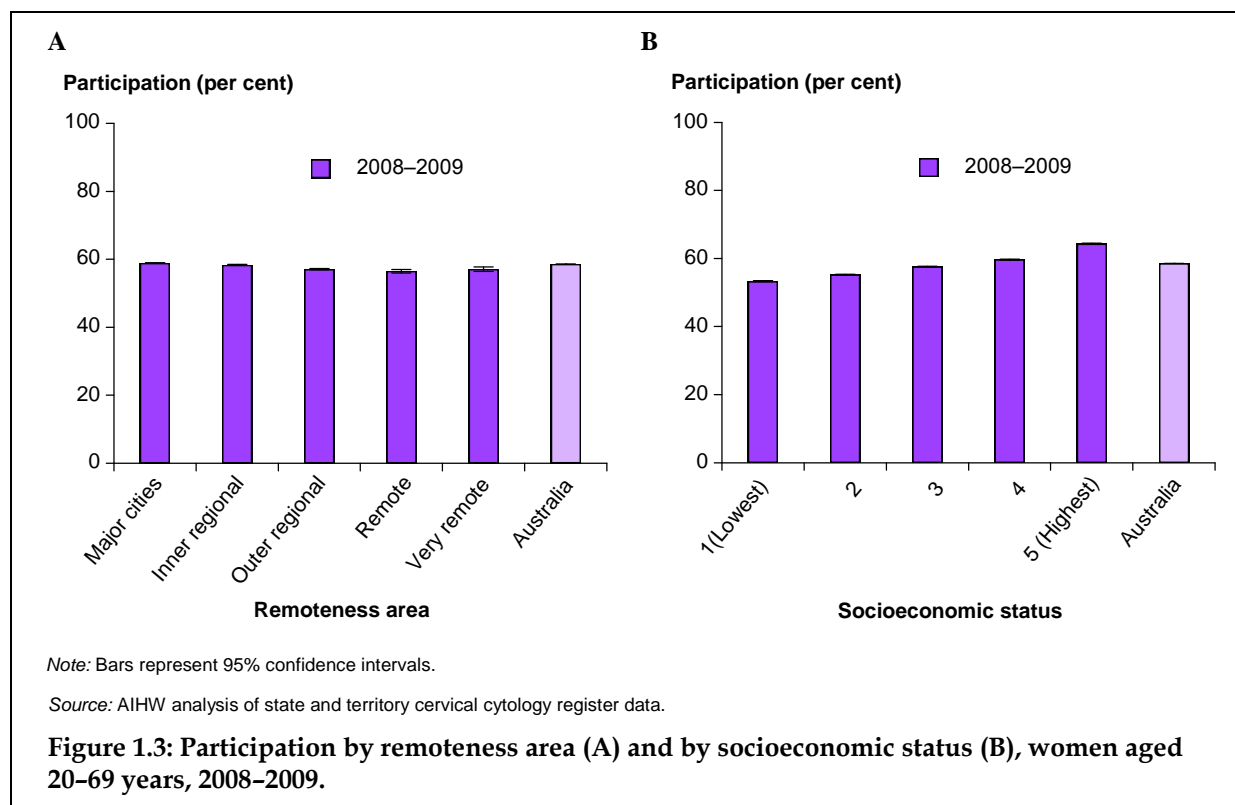 A
Participation (per cent)
100
80
60
40
20
0
2008–2009
Major cities
Inner regional
Outer regional
Remote
Very remote
Australia
Remoteness area
B
Participation (per cent)
100
80
60
40
20
0
2008–2009
1(Lowest)
2
3
4
5 (Highest)
Australia
Socioeconomic status
Note: Bars represent 95% confidence intervals.
Source: AIHW analysis of state and territory cervical cytology register data.
Figure 1.3: Participation by remoteness area (A) and by socioeconomic status (B), women aged
20–69 years, 2008–2009.